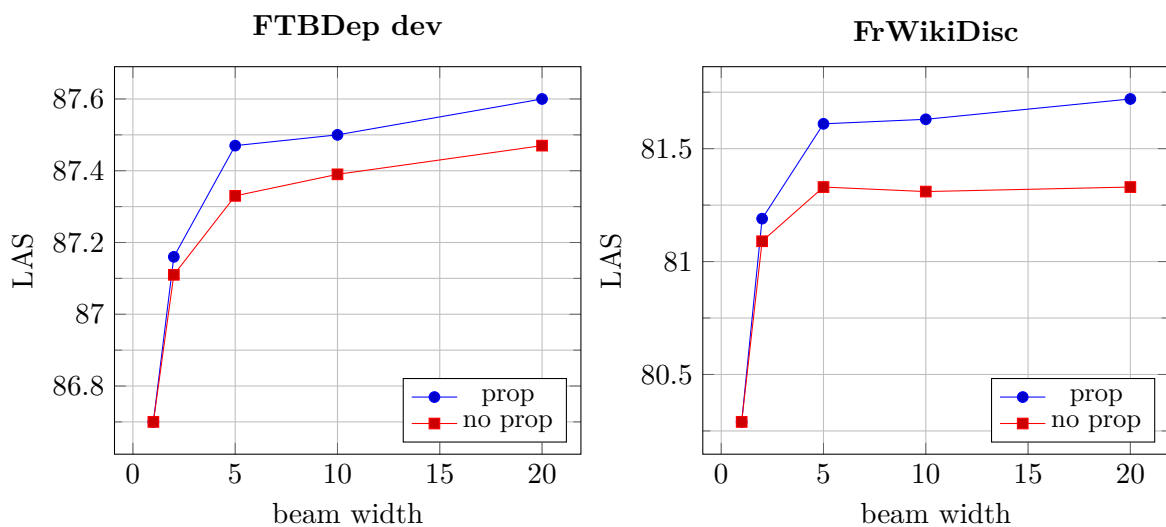 FTBDep dev
LAS
87.6
87.4
87.2
87
86.8
0
5
10
15
20
beam width
prop
no prop
FrWikiDisc
LAS
81.5
81
80.5
0
5
10
15
20
beam width
prop
no prop